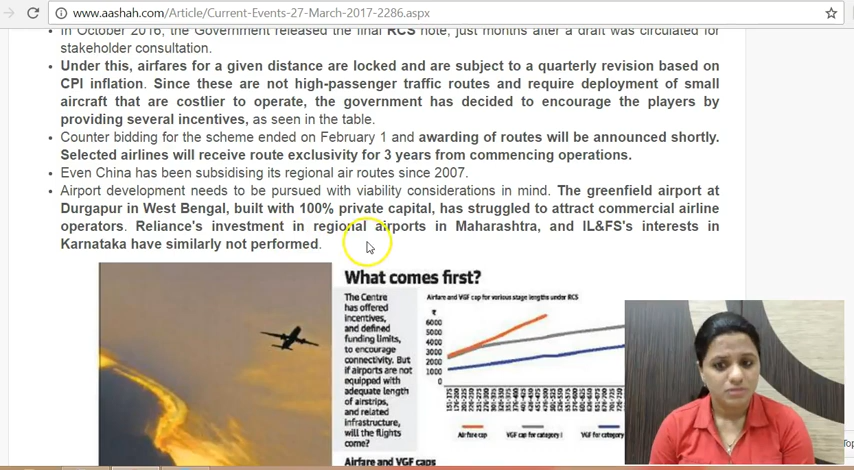 www.aashah.com/Article/Current-Events-27-March-2017-2286.aspx
In October 2016, the Government released the final RCS note, just months after a draft was circulated for
stakeholder consultation.
Under this, airfares for a given distance are locked and are subject to a quarterly revision based on
CPI inflation. Since these are not high-passenger traffic routes and require deployment of small
aircraft that are costlier to operate, the government has decided to encourage the players by
providing several incentives, as seen in the table.
Counter bidding for the scheme ended on February 1 and awarding of routes will be announced shortly.
Selected airlines will receive route exclusivity for 3 years from commencing operations.
Even China has been subsidising its regional air routes since 2007.
Airport development needs to be pursued with viability considerations in mind. The greenfield airport at
Durgapur in West Bengal, built with 100% private capital, has struggled to attract commercial airline
operators. Reliance's investment in regional airports in Maharashtra, and IL&FS's interests in
Karnataka have similarly not performed.
What comes first?
The Centre
has offered
incentives,
and defined
funding limits,
to encourage
connectivity. But
if airports are not
equipped with
adequate length
of airstrips,
and related
infrastructure,
will the flights
come?
Airfare and VGF cap for various stage lengths under RCS
₹
6000
5000
4000
3000
2000
1000
0
Airfare cap
VGF cap for category I
VGF for category
Airfare and VGF caps
Top